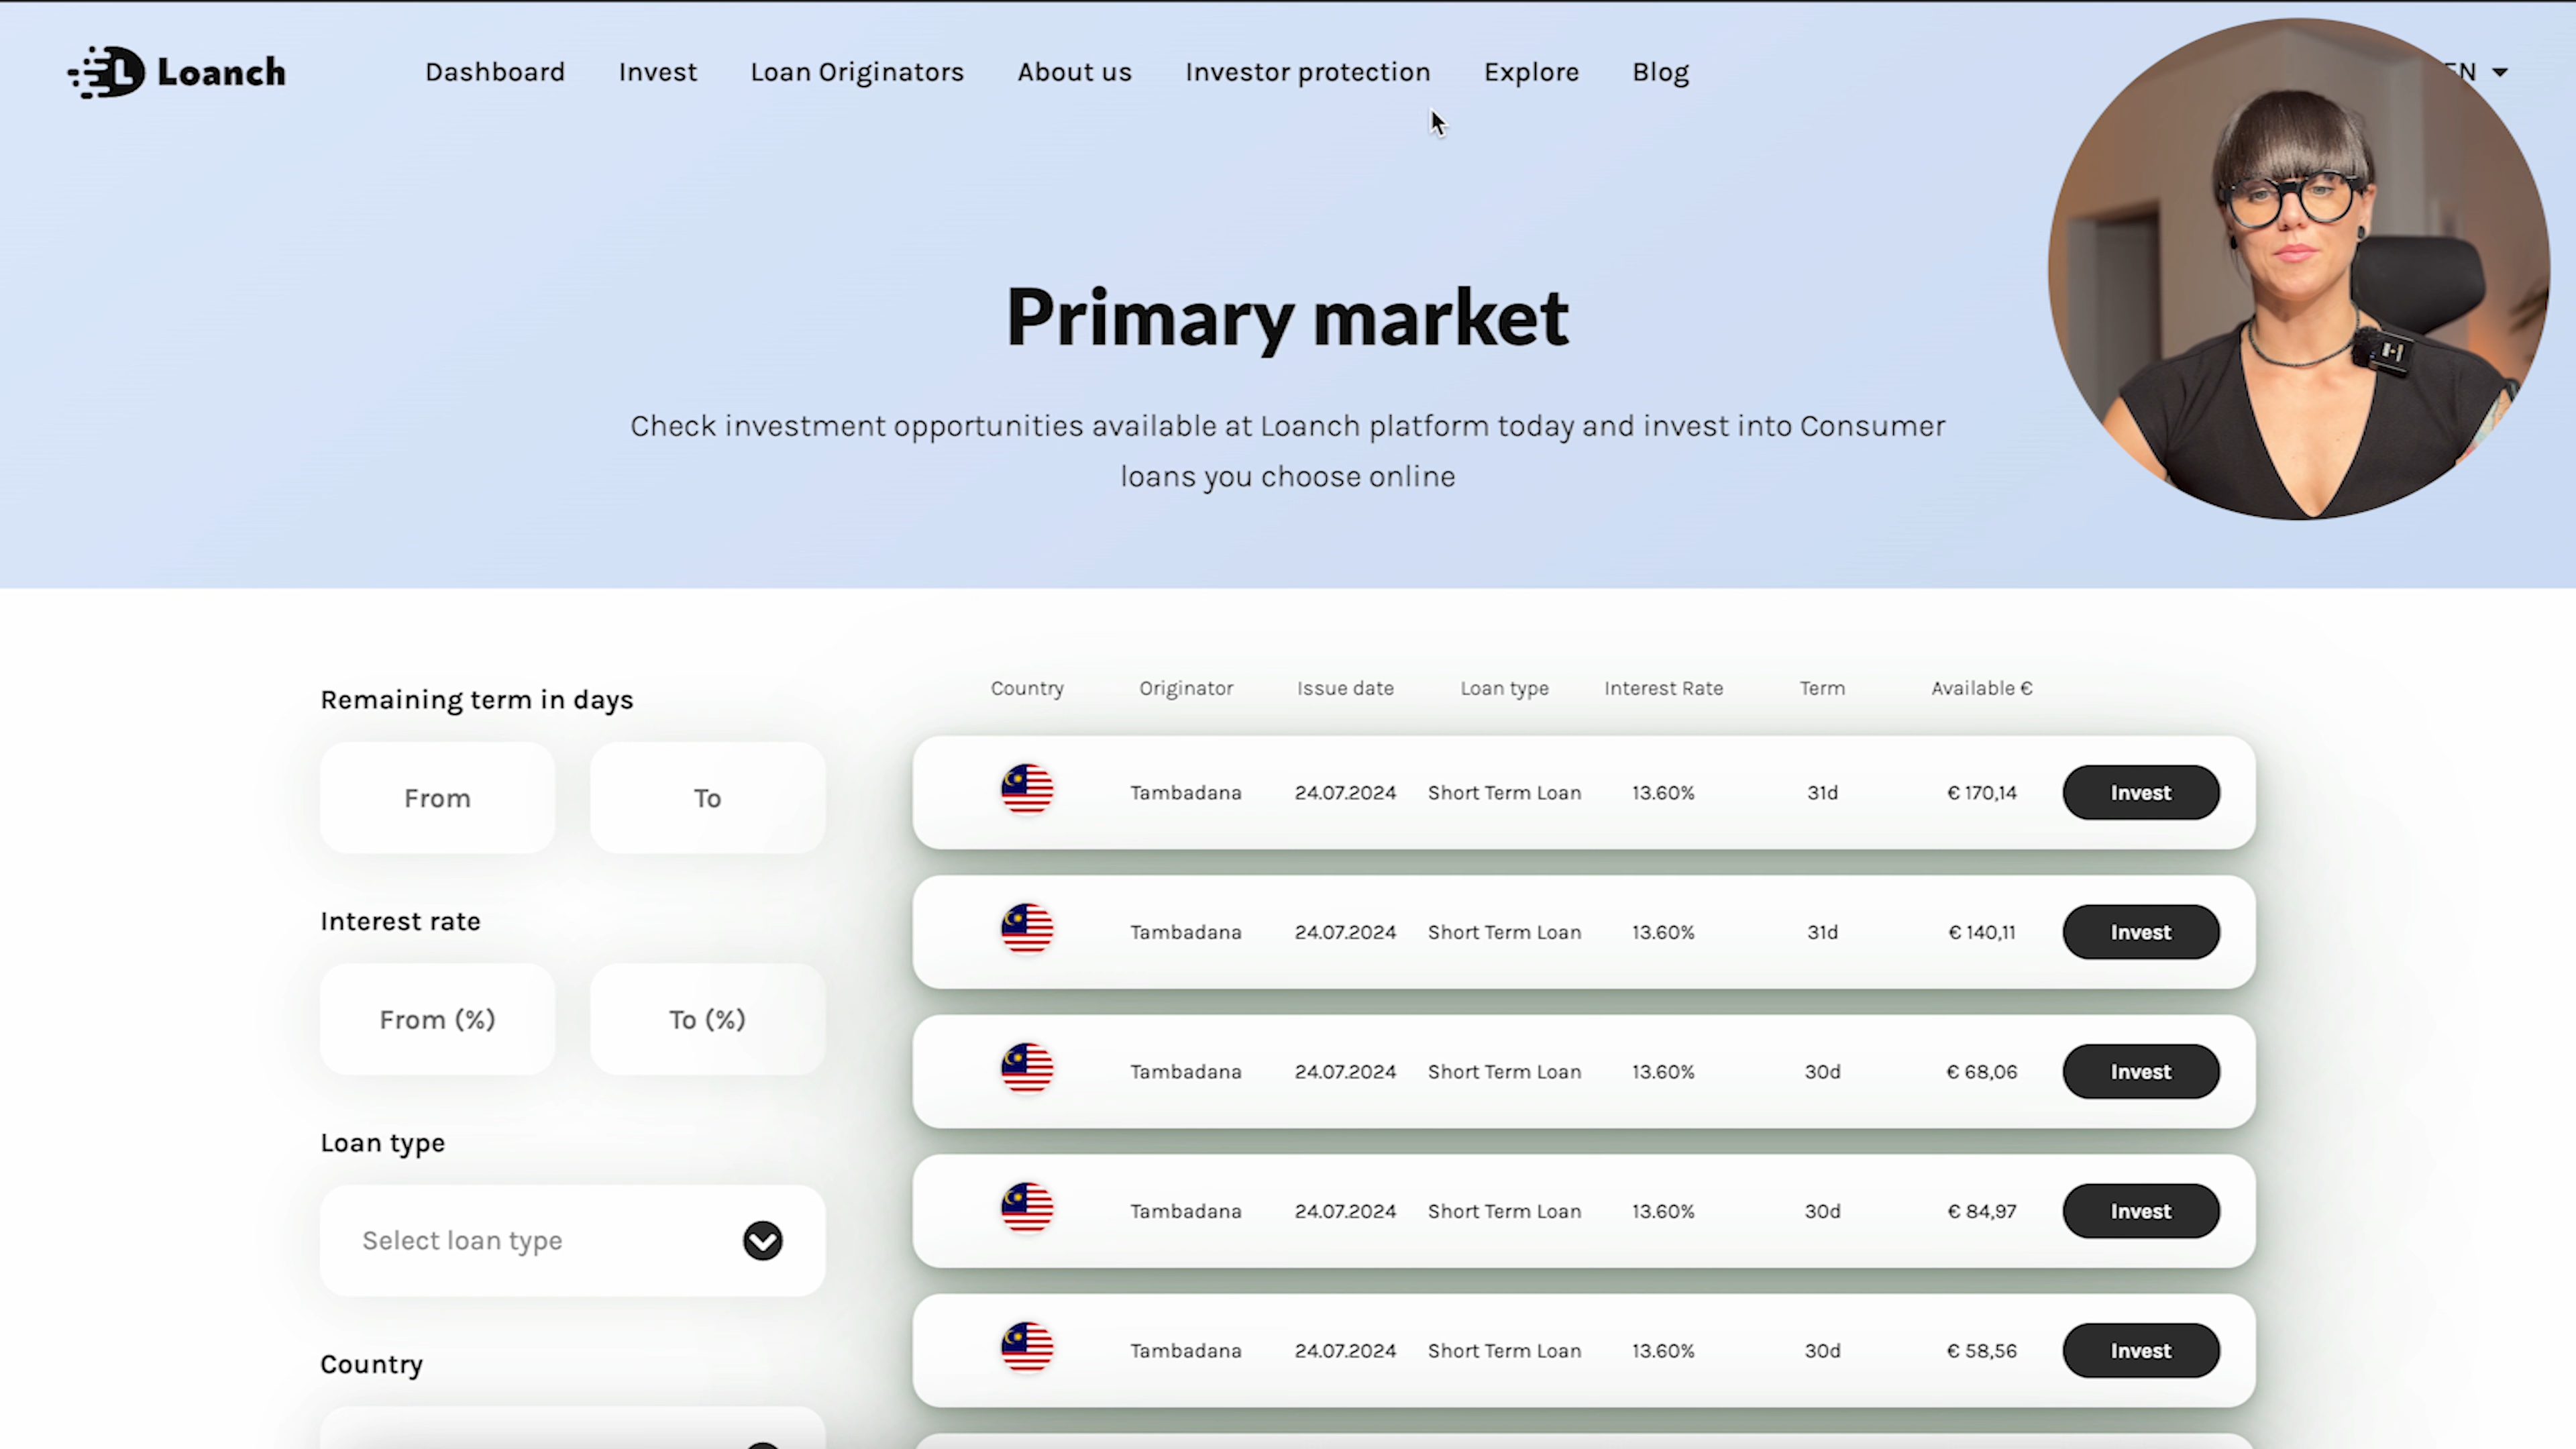 Loanch
Dashboard Invest Loan Originators About us Investor protection Explore Blog EN
Primary market
Check investment opportunities available at Loanch platform today and invest into Consumer
loans you choose online
Remaining term in days
From To
Interest rate
From (%) To (%)
Loan type
Select loan type
Country
Country Originator Issue date Loan type Interest Rate Term Available €
Tambadana 24.07.2024 Short Term Loan 13.60% 31d € 170,14 Invest
Tambadana 24.07.2024 Short Term Loan 13.60% 31d € 140,11 Invest
Tambadana 24.07.2024 Short Term Loan 13.60% 30d € 68,06 Invest
Tambadana 24.07.2024 Short Term Loan 13.60% 30d € 84,97 Invest
Tambadana 24.07.2024 Short Term Loan 13.60% 30d € 58,56 Invest